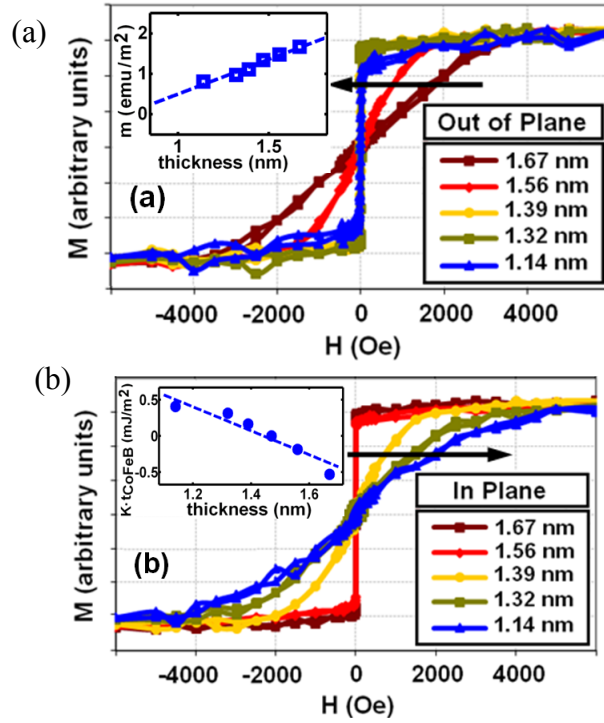 (a)
m (emu/m²)
2
1
0
1
1.5
thickness (nm)
M (arbitrary units)
(a)
Out of Plane
1.67 nm
1.56 nm
1.39 nm
1.32 nm
1.14 nm
-4000
-2000
0
2000
4000
H (Oe)
(b)
K·tCoFeB (mJ/m²)
0.5
0
-0.5
1.2
1.4
1.6
thickness (nm)
M (arbitrary units)
(b)
In Plane
1.67 nm
1.56 nm
1.39 nm
1.32 nm
1.14 nm
-4000
-2000
0
2000
4000
6000
H (Oe)